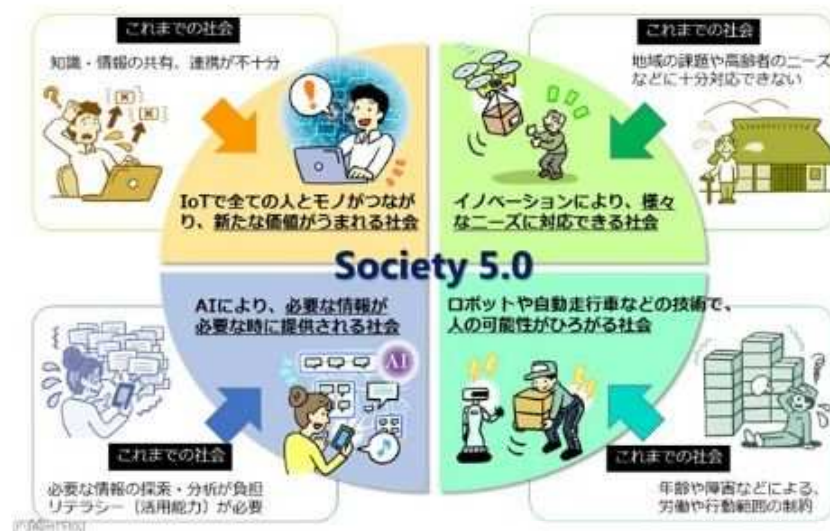 これまでの社会
知識・情報の共有、連携が不十分
IoTで全ての人とモノがつなが
り、新たな価値がうまれる社会
これまでの社会
地域の課題や高齢者のニーズ
などに十分対応できない
イノベーションにより、様々
なニーズに対応できる社会
Society 5.0
AIにより、必要な情報が
必要な時に提供される社会
AI
これまでの社会
必要な情報の探索・分析が負担
リテラシー（活用能力）が必要
ロボットや自動走行車などの技術で、
人の可能性がひろがる社会
これまでの社会
年齢や障害などによる、
労働や行動範囲の制約